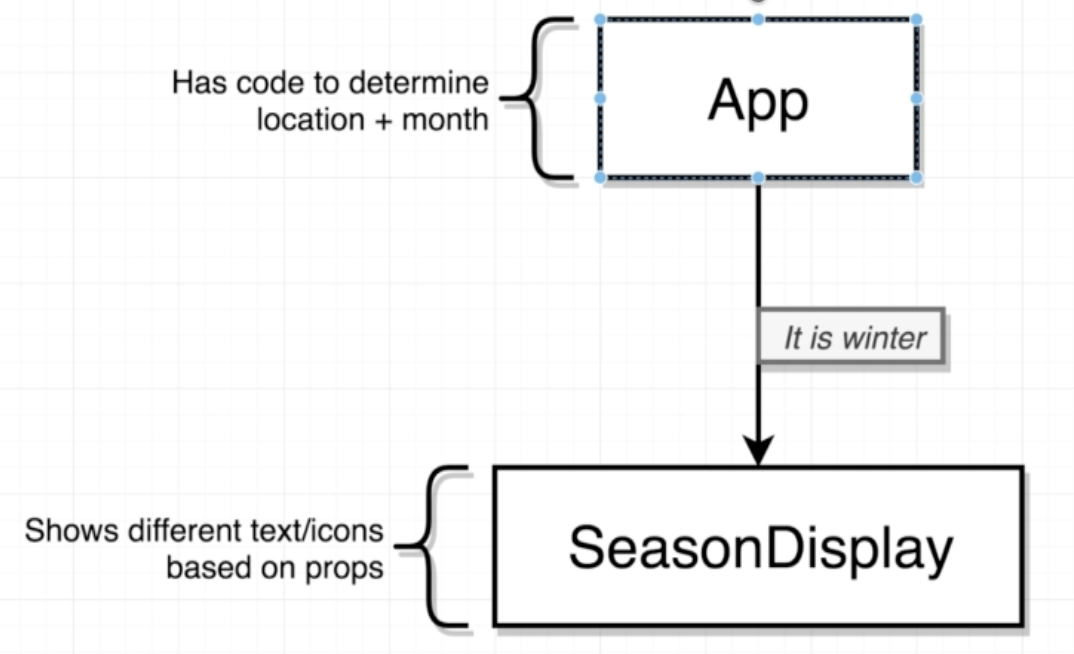 Has code to determine
location + month
App
It is winter
Shows different text/icons
based on props
SeasonDisplay